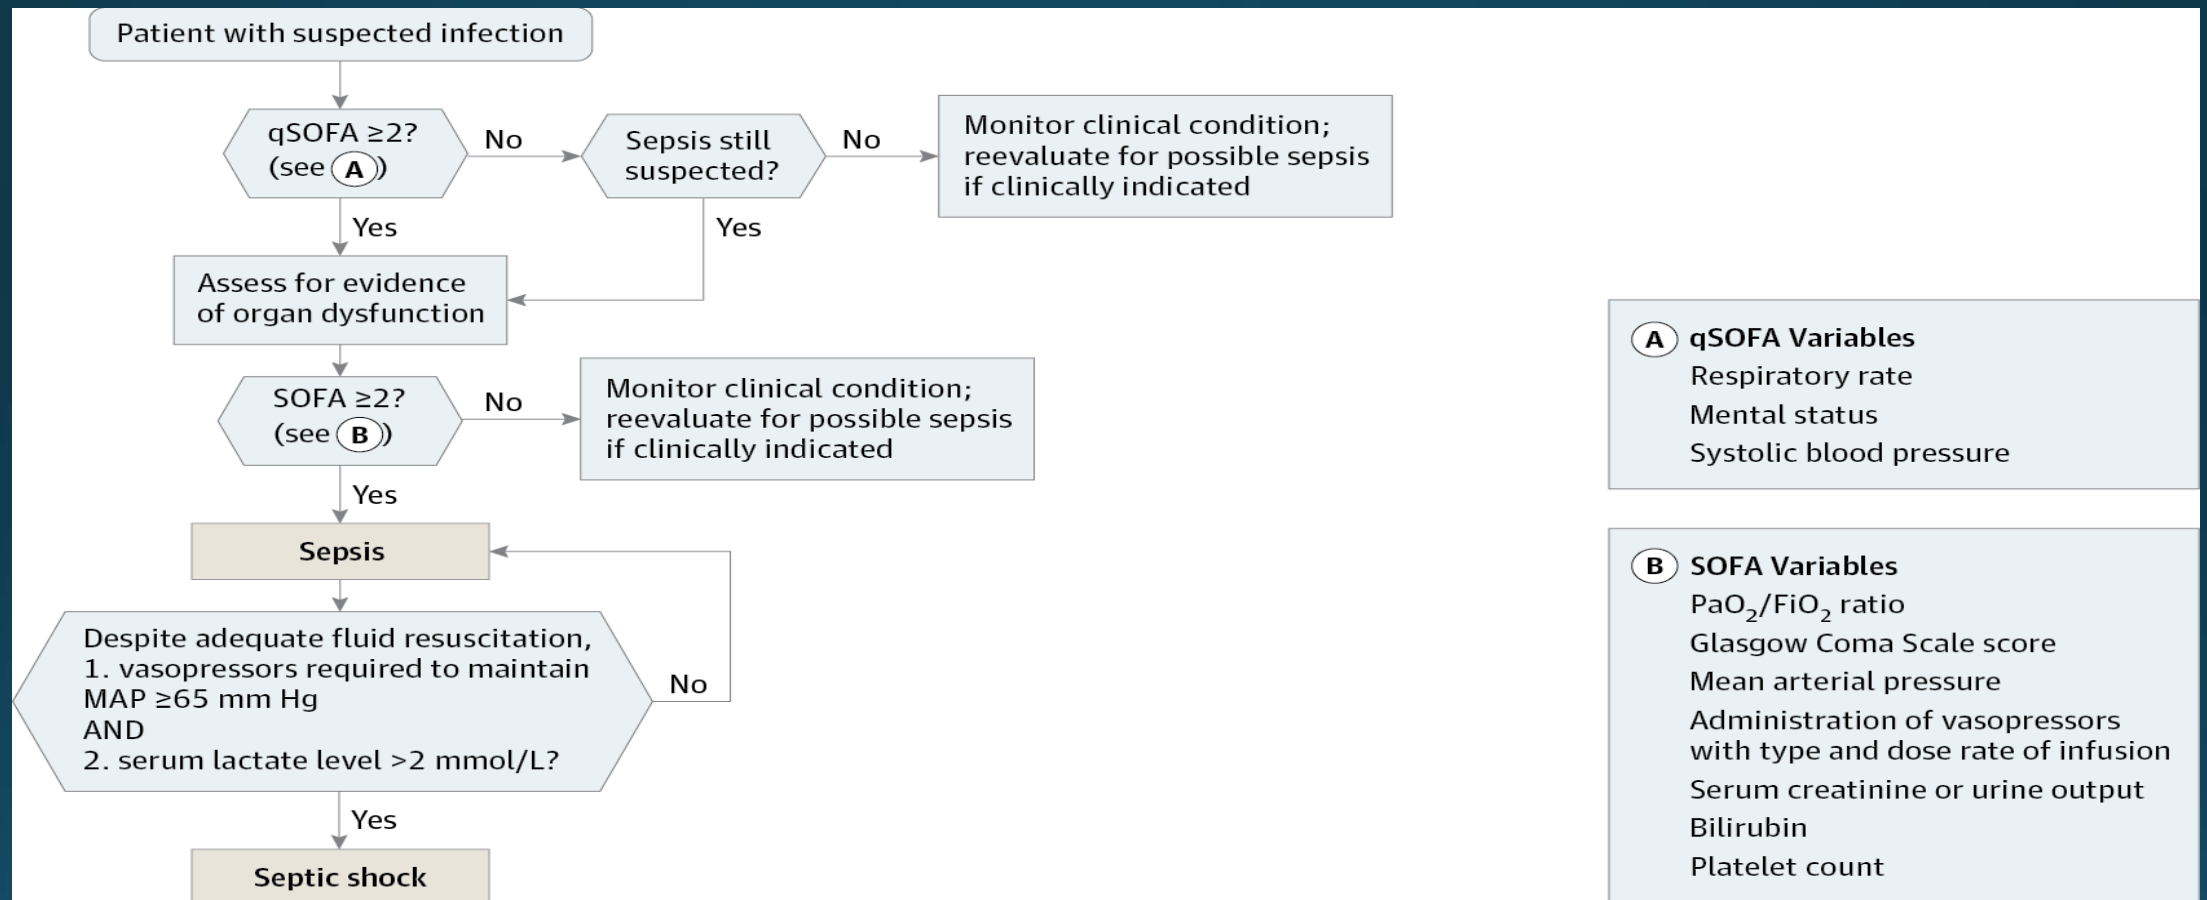 Patient with suspected infection
qSOFA ≥2?
(see A)
No
Sepsis still
suspected?
No
Monitor clinical condition;
reevaluate for possible sepsis
if clinically indicated
Yes
Yes
Assess for evidence
of organ dysfunction
SOFA ≥2?
(see B)
No
Monitor clinical condition;
reevaluate for possible sepsis
if clinically indicated
Yes
Sepsis
Despite adequate fluid resuscitation,
1. vasopressors required to maintain
MAP ≥65 mm Hg
AND
2. serum lactate level >2 mmol/L?
No
Yes
Septic shock
A qSOFA Variables
Respiratory rate
Mental status
Systolic blood pressure
B SOFA Variables
PaO₂/FiO₂ ratio
Glasgow Coma Scale score
Mean arterial pressure
Administration of vasopressors
with type and dose rate of infusion
Serum creatinine or urine output
Bilirubin
Platelet count